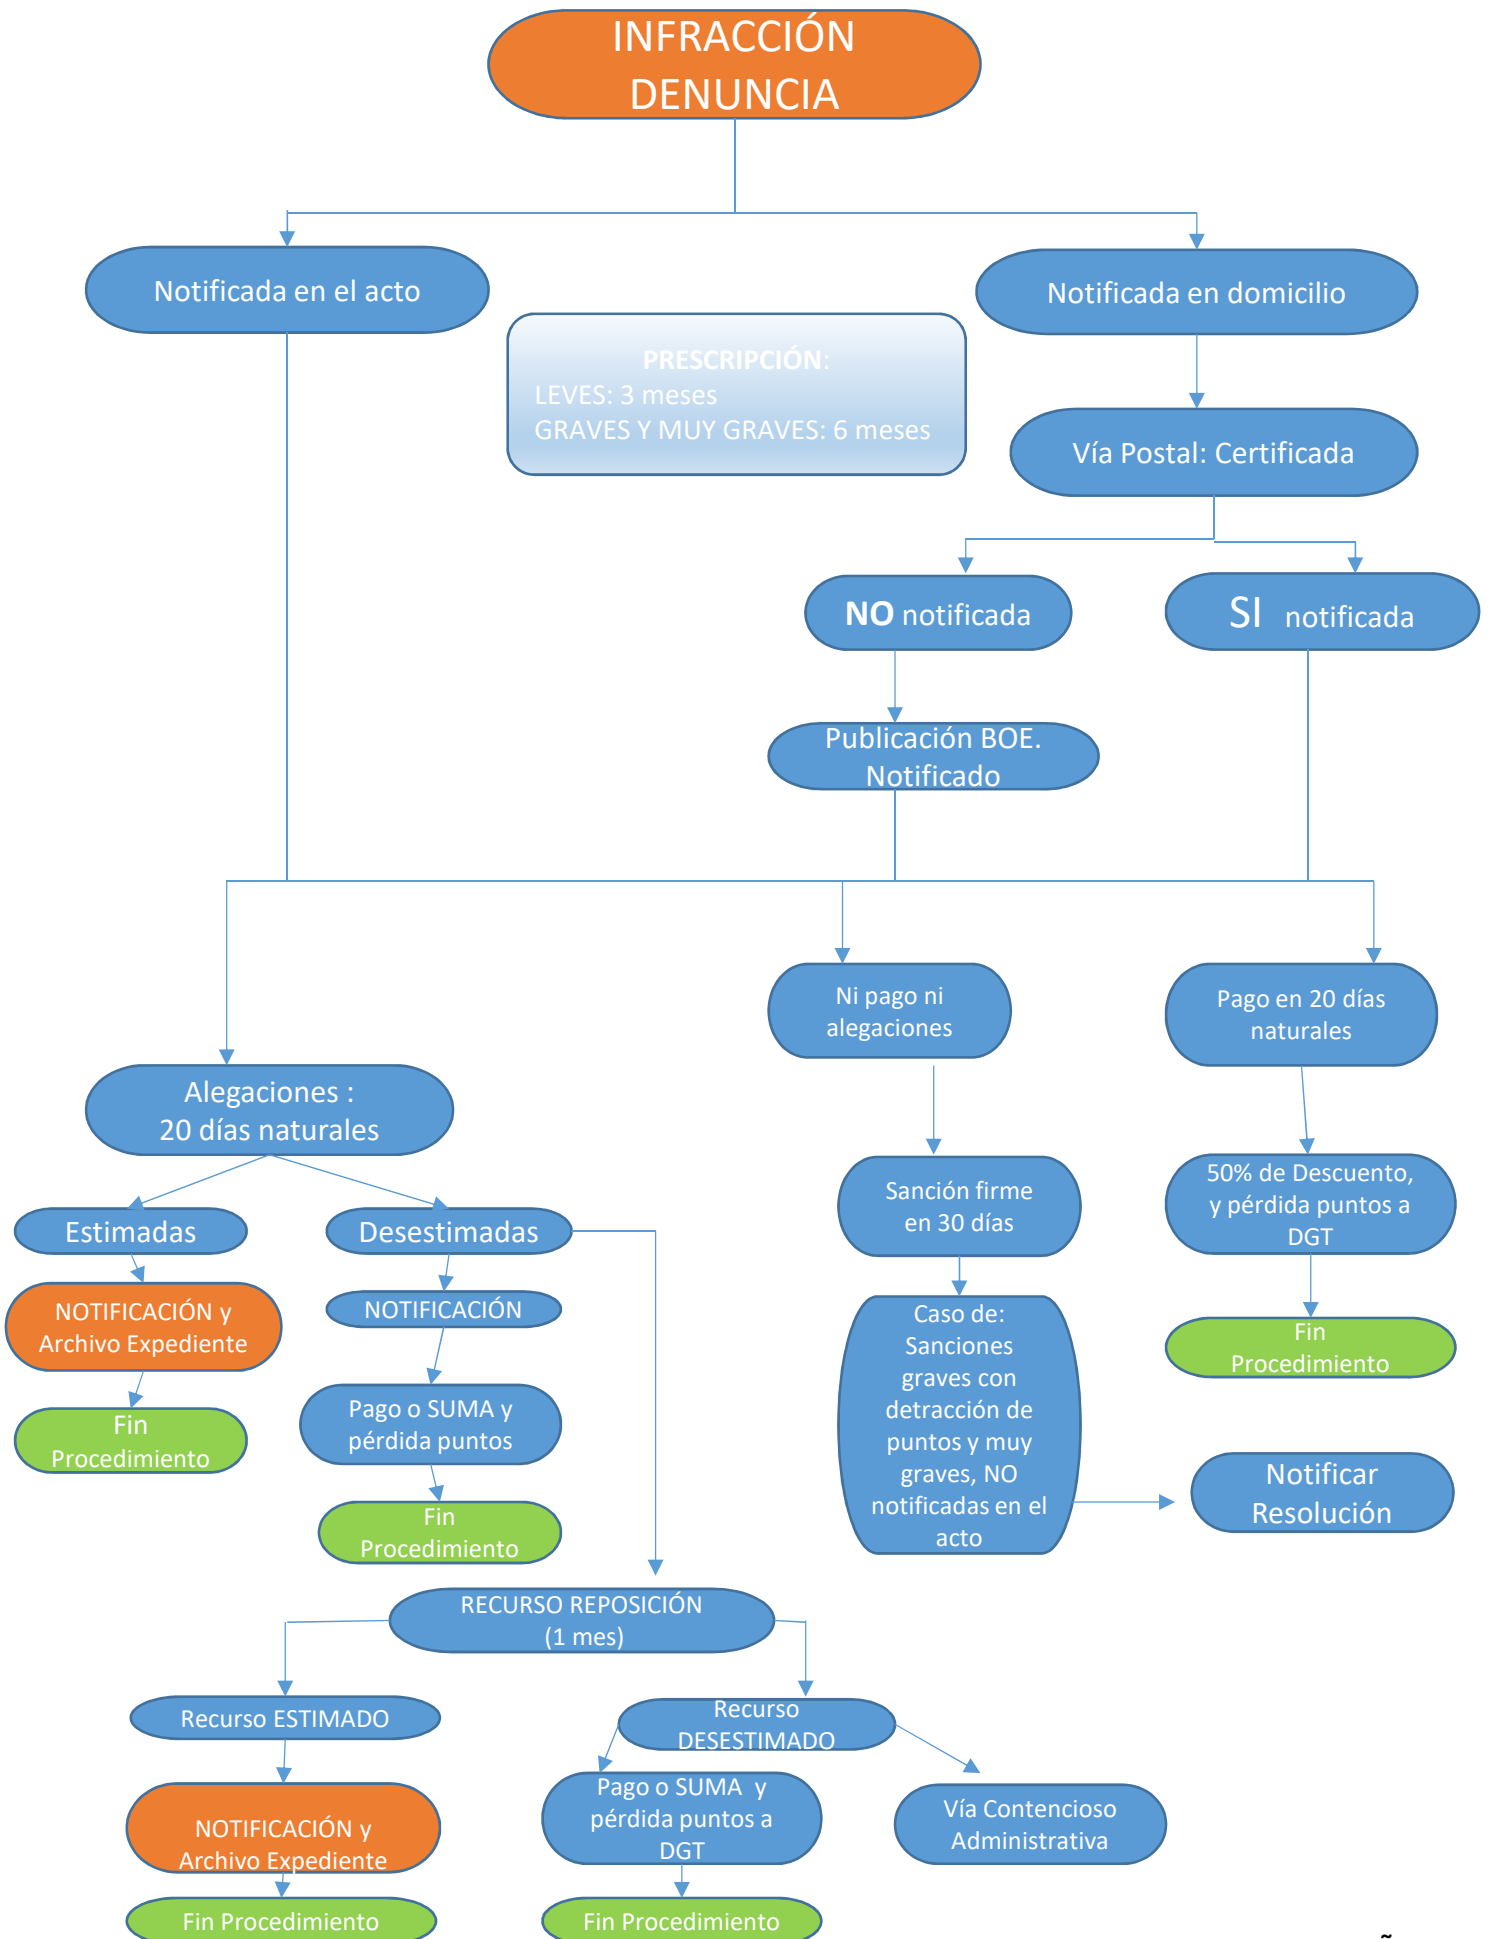 INFRACCIÓN
DENUNCIA
Notificada en el acto
Notificada en domicilio
PRESCRIPCIÓN:
LEVES: 3 meses
GRAVES Y MUY GRAVES: 6 meses
Vía Postal: Certificada
NO notificada
SI notificada
Publicación BOE.
Notificado
Ni pago ni
alegaciones
Pago en 20 días
naturales
Alegaciones :
20 días naturales
Sanción firme
en 30 días
50% de Descuento,
y pérdida puntos a
DGT
Estimadas
Desestimadas
NOTIFICACIÓN y
Archivo Expediente
NOTIFICACIÓN
Caso de:
Sanciones
graves con
detracción de
puntos y muy
graves, NO
notificadas en el
acto
Fin
Procedimiento
Pago o SUMA y
pérdida puntos
Fin
Procedimiento
Notificar
Resolución
Fin
Procedimiento
RECURSO REPOSICIÓN
(1 mes)
Recurso ESTIMADO
Recurso
DESESTIMADO
NOTIFICACIÓN y
Archivo Expediente
Pago o SUMA y
pérdida puntos a
DGT
Vía Contencioso
Administrativa
Fin Procedimiento
Fin Procedimiento